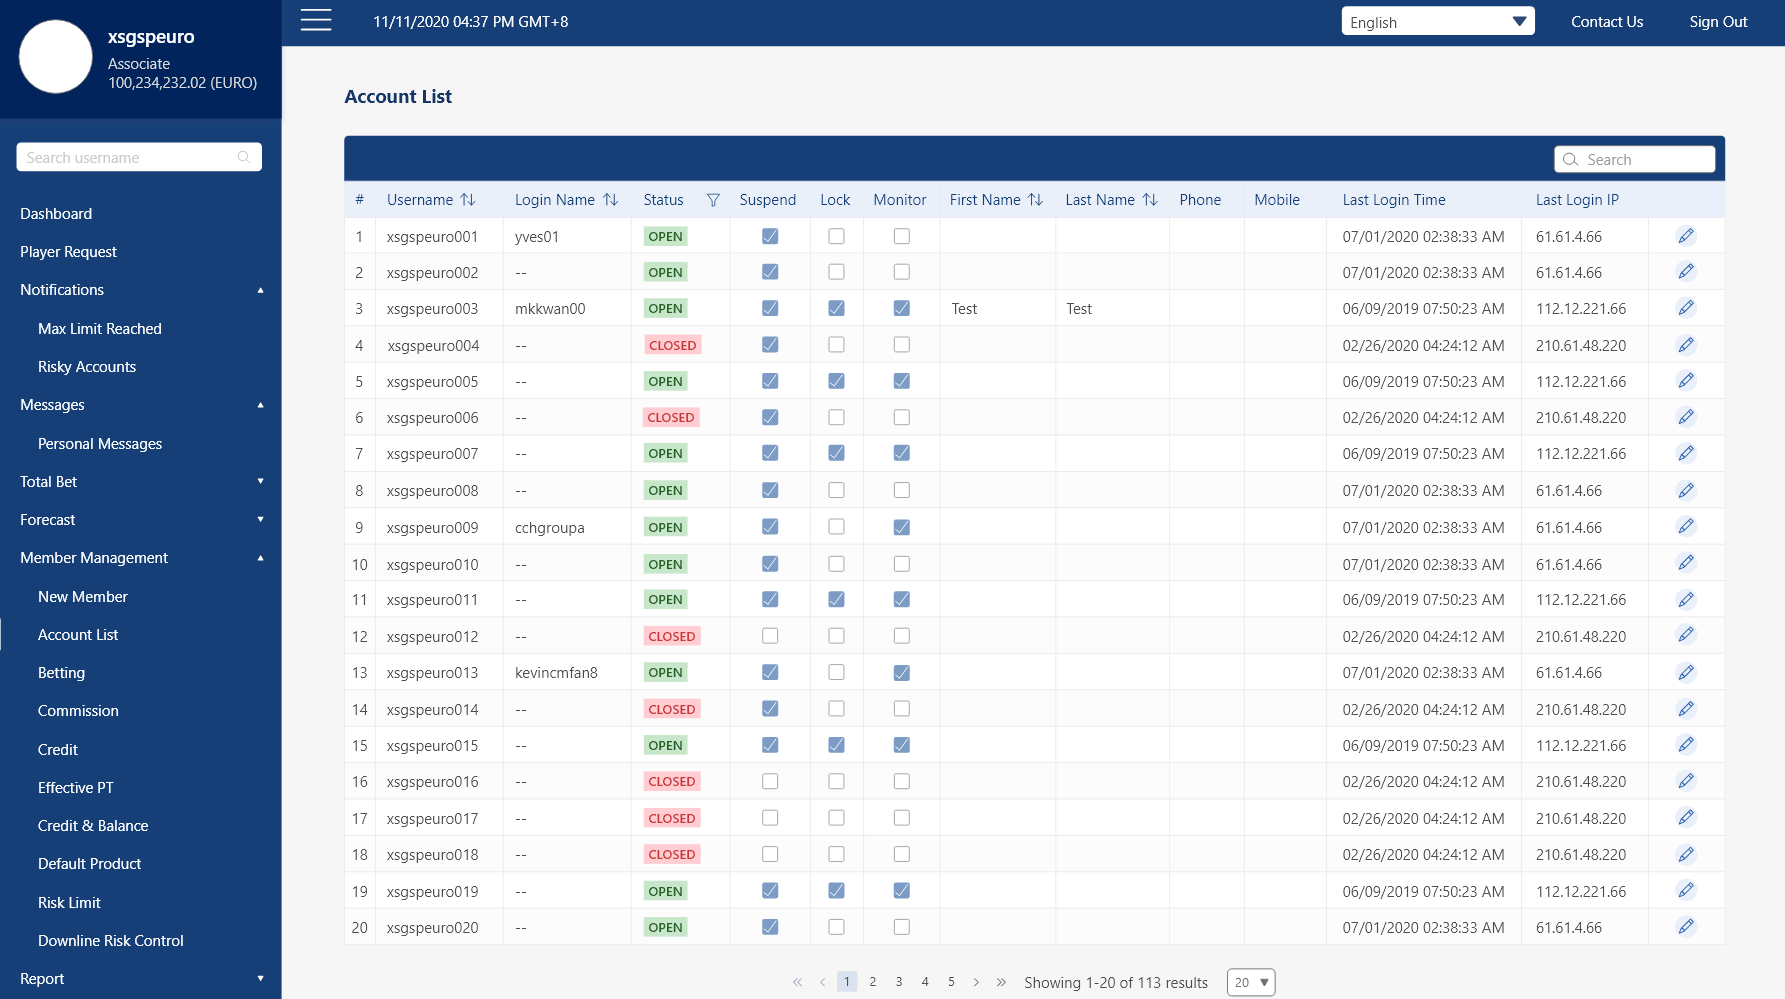 xsgspeuro
Associate
100,234,232.02 (EURO)
11/11/2020 04:37 PM GMT+8
English
Contact Us
Sign Out
Search username
Dashboard
Player Request
Notifications
Max Limit Reached
Risky Accounts
Messages
Personal Messages
Total Bet
Forecast
Member Management
New Member
Account List
Betting
Commission
Credit
Effective PT
Credit & Balance
Default Product
Risk Limit
Downline Risk Control
Report
Account List
Search
# Username Login Name Status Suspend Lock Monitor First Name Last Name Phone Mobile Last Login Time Last Login IP
1 xsgspeuro001 yves01 OPEN 07/01/2020 02:38:33 AM 61.61.4.66
2 xsgspeuro002 -- OPEN 07/01/2020 02:38:33 AM 61.61.4.66
3 xsgspeuro003 mkkwan00 OPEN Test Test 06/09/2019 07:50:23 AM 112.12.221.66
4 xsgspeuro004 -- CLOSED 02/26/2020 04:24:12 AM 210.61.48.220
5 xsgspeuro005 -- OPEN 06/09/2019 07:50:23 AM 112.12.221.66
6 xsgspeuro006 -- CLOSED 02/26/2020 04:24:12 AM 210.61.48.220
7 xsgspeuro007 -- OPEN 06/09/2019 07:50:23 AM 112.12.221.66
8 xsgspeuro008 -- OPEN 07/01/2020 02:38:33 AM 61.61.4.66
9 xsgspeuro009 cchgroupa OPEN 07/01/2020 02:38:33 AM 61.61.4.66
10 xsgspeuro010 -- OPEN 07/01/2020 02:38:33 AM 61.61.4.66
11 xsgspeuro011 -- OPEN 06/09/2019 07:50:23 AM 112.12.221.66
12 xsgspeuro012 -- CLOSED 02/26/2020 04:24:12 AM 210.61.48.220
13 xsgspeuro013 kevincmfan8 OPEN 07/01/2020 02:38:33 AM 61.61.4.66
14 xsgspeuro014 -- CLOSED 02/26/2020 04:24:12 AM 210.61.48.220
15 xsgspeuro015 -- OPEN 06/09/2019 07:50:23 AM 112.12.221.66
16 xsgspeuro016 -- CLOSED 02/26/2020 04:24:12 AM 210.61.48.220
17 xsgspeuro017 -- CLOSED 02/26/2020 04:24:12 AM 210.61.48.220
18 xsgspeuro018 -- CLOSED 02/26/2020 04:24:12 AM 210.61.48.220
19 xsgspeuro019 -- OPEN 06/09/2019 07:50:23 AM 112.12.221.66
20 xsgspeuro020 -- OPEN 07/01/2020 02:38:33 AM 61.61.4.66
« ‹ 1 2 3 4 5 › » Showing 1-20 of 113 results 20